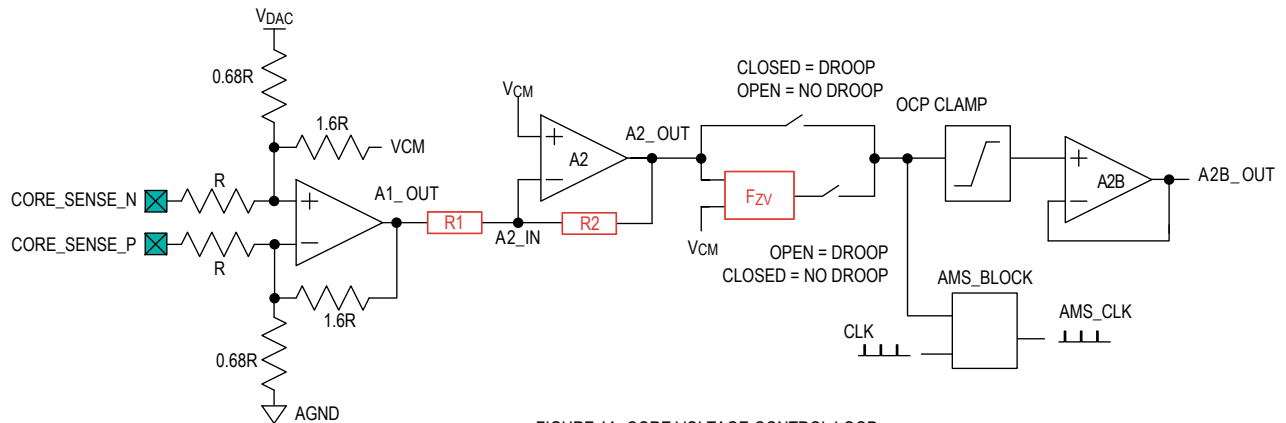 VDAC
0.68R
1.6R
VCM
CORE_SENSE_N
R
CORE_SENSE_P
R
+
−
A1_OUT
1.6R
0.68R
AGND
R1
A2_IN
VCM
+
−
A2
A2_OUT
R2
CLOSED = DROOP
OPEN = NO DROOP
FZV
VCM
OPEN = DROOP
CLOSED = NO DROOP
OCP CLAMP
+
−
A2B
A2B_OUT
AMS_BLOCK
CLK
AMS_CLK